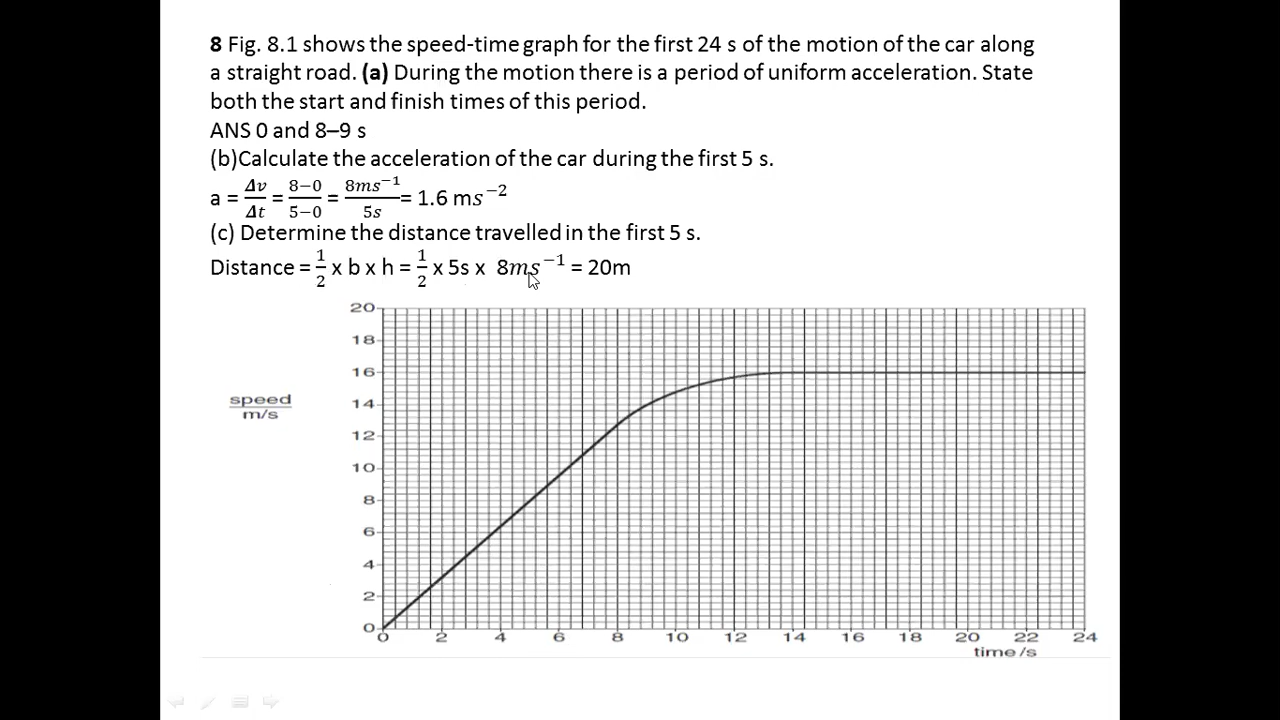 8 Fig. 8.1 shows the speed-time graph for the first 24 s of the motion of the car along
a straight road. (a) During the motion there is a period of uniform acceleration. State
both the start and finish times of this period.
ANS 0 and 8–9 s
(b)Calculate the acceleration of the car during the first 5 s.
a = Δv/Δt = 8−0/5−0 = 8ms⁻¹/5s = 1.6 ms⁻²
(c) Determine the distance travelled in the first 5 s.
Distance = 1/2 x b x h = 1/2 x 5s x 8ms⁻¹ = 20m
20
18
16
14
12
10
8
6
4
2
0
speed
m/s
0 2 4 6 8 10 12 14 16 18 20 22 24
time/s